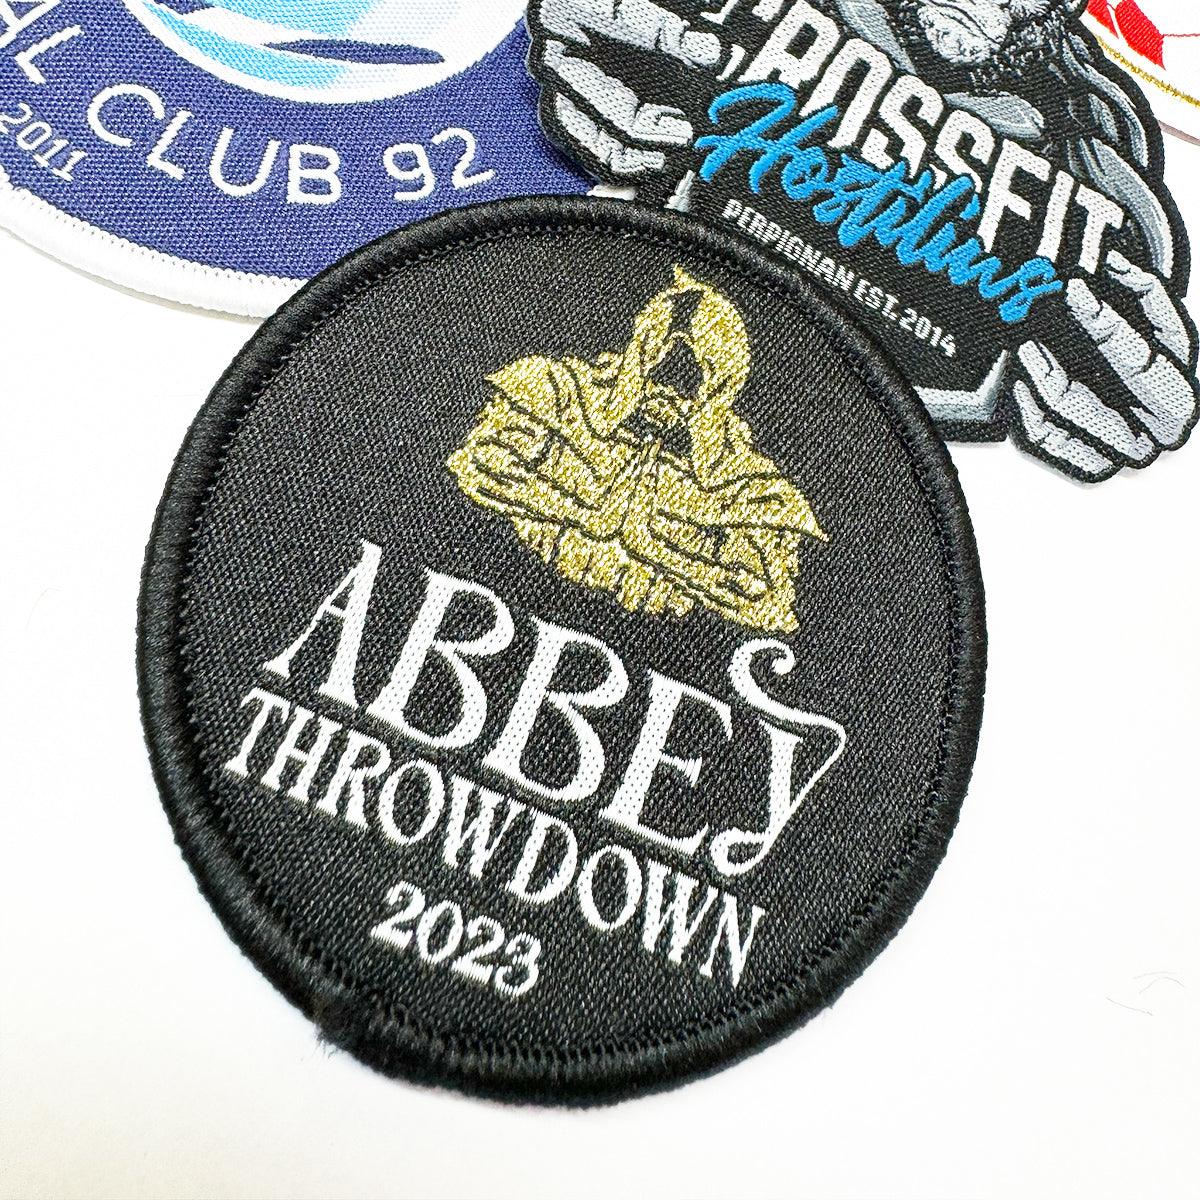 AL CLUB 92
2011
CROSSFIT
Hostilius
PERPIGNAN EST. 2014
ABBEY
THROWDOWN
2023